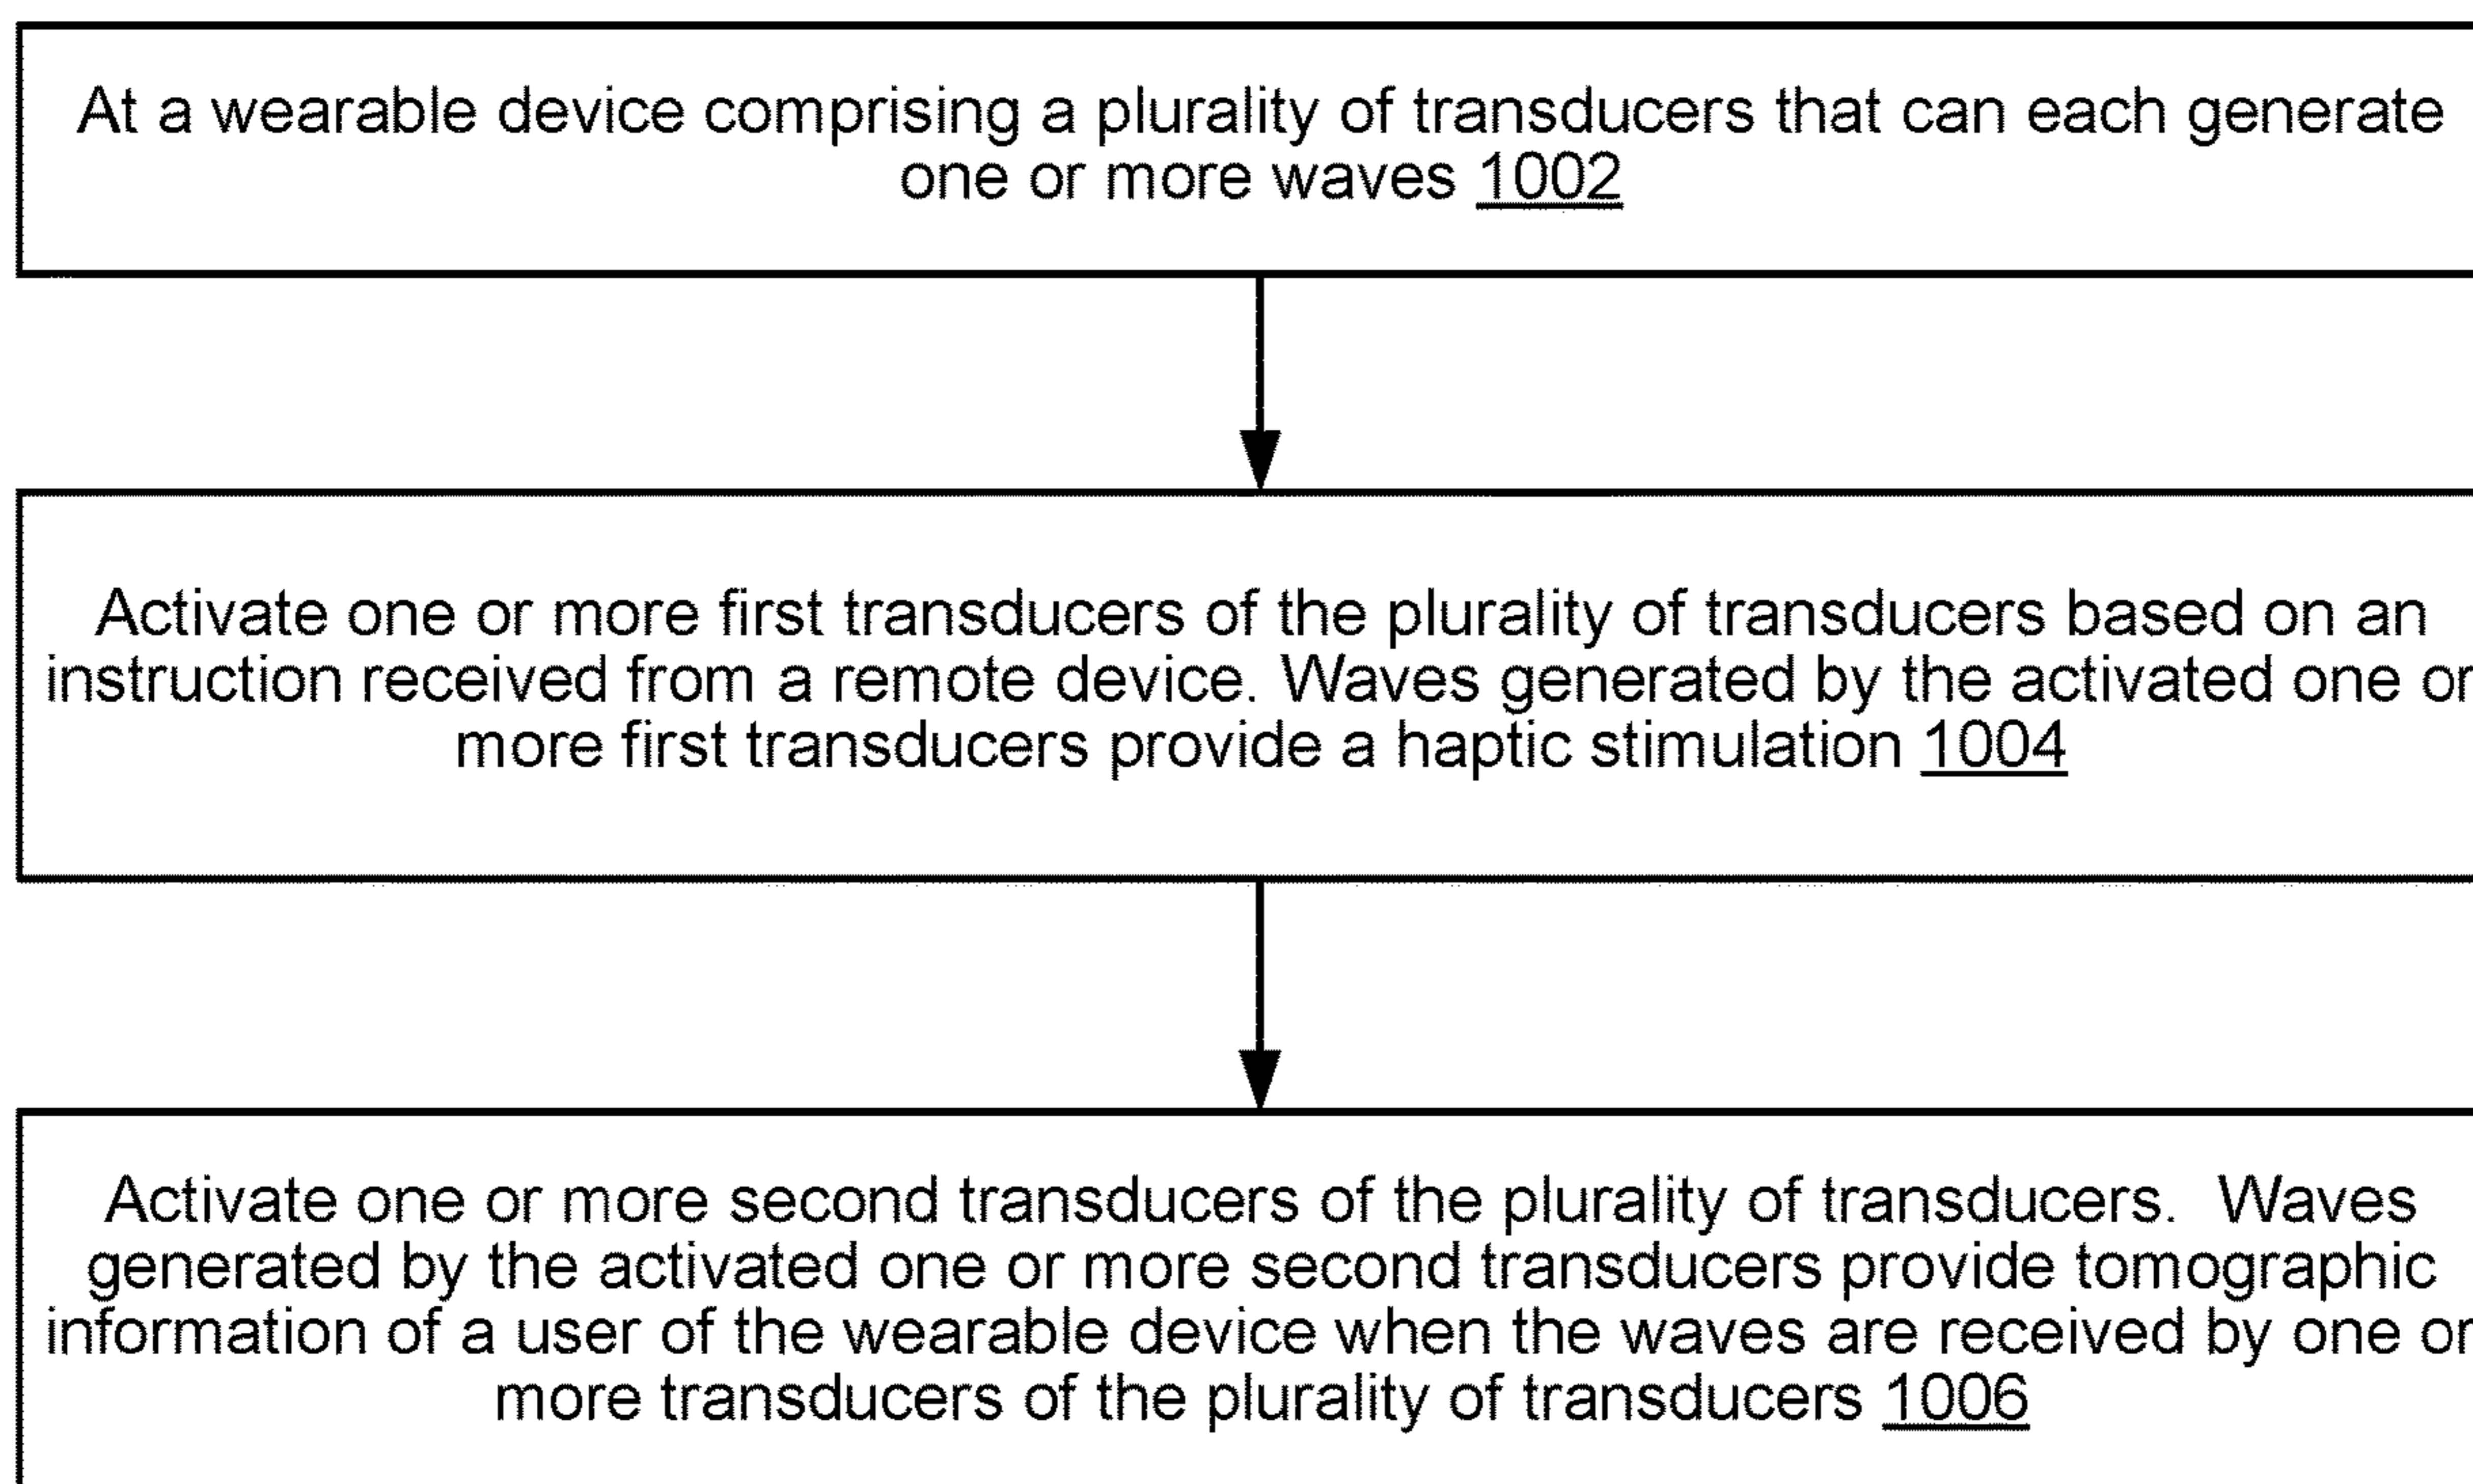 At a wearable device comprising a plurality of transducers that can each generate
one or more waves 1002
Activate one or more first transducers of the plurality of transducers based on an
instruction received from a remote device. Waves generated by the activated one or
more first transducers provide a haptic stimulation 1004
Activate one or more second transducers of the plurality of transducers. Waves
generated by the activated one or more second transducers provide tomographic
information of a user of the wearable device when the waves are received by one or
more transducers of the plurality of transducers 1006